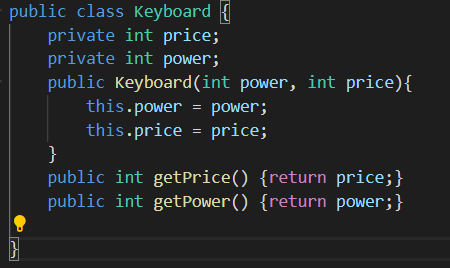 public class Keyboard {
    private int price;
    private int power;
    public Keyboard(int power, int price){
        this.power = power;
        this.price = price;
    }
    public int getPrice() {return price;}
    public int getPower() {return power;}
}